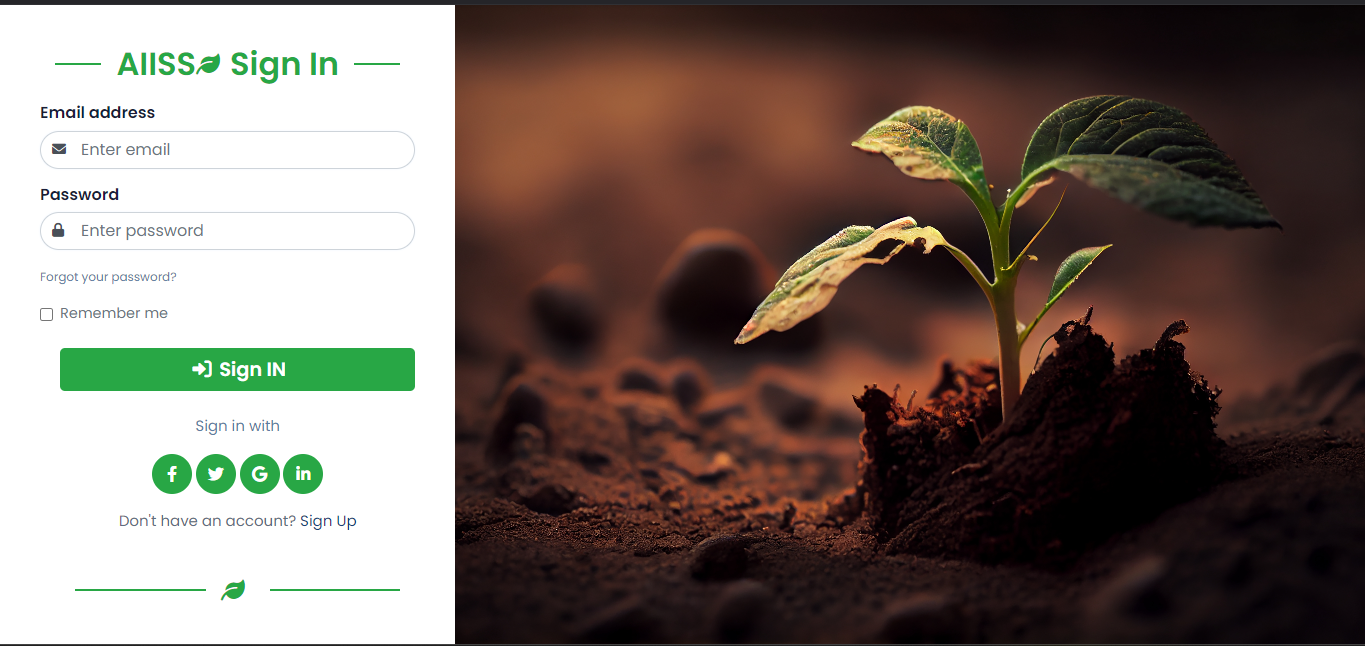 AIISS Sign In
Email address
Enter email
Password
Enter password
Forgot your password?
Remember me
Sign IN
Sign in with
f G in
Don't have an account? Sign Up